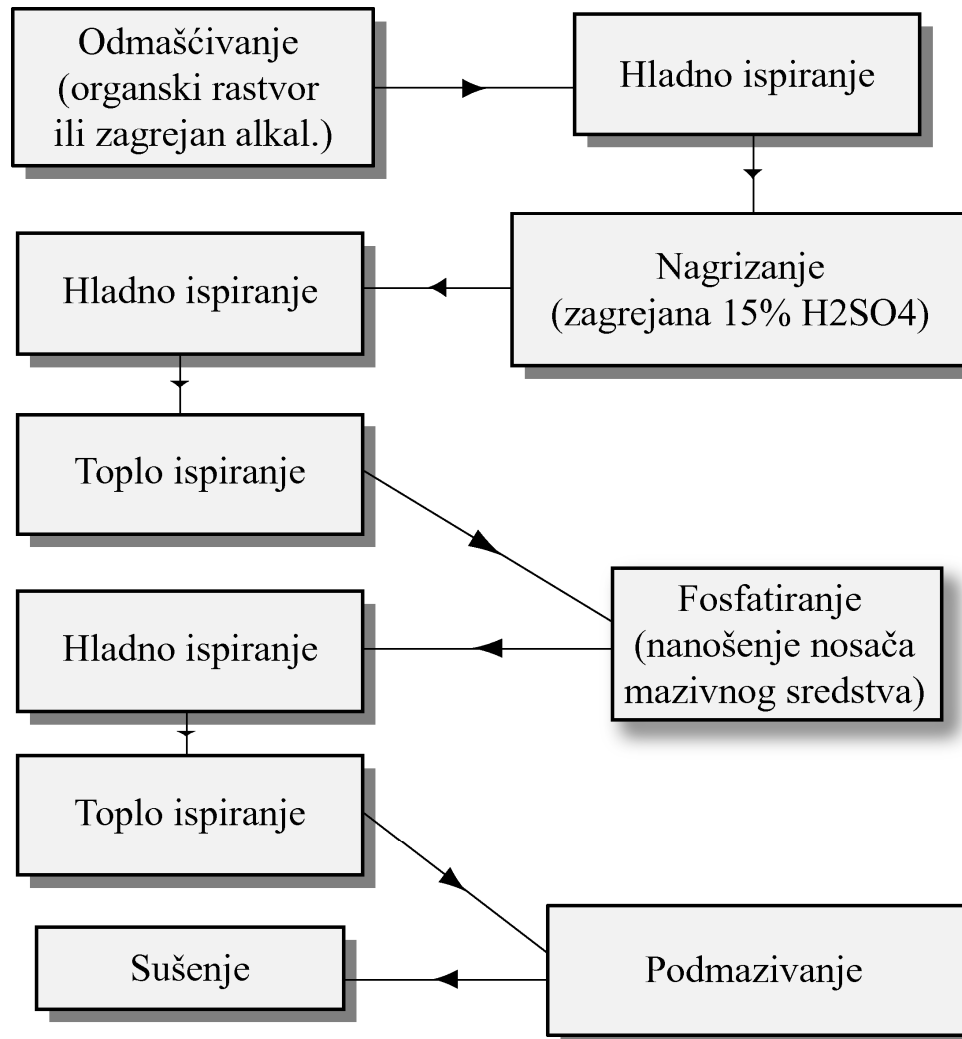 Odmašćivanje
(organski rastvor
ili zagrejan alkal.)
Hladno ispiranje
Nagrizanje
(zagrejana 15% H2SO4)
Hladno ispiranje
Toplo ispiranje
Fosfatiranje
(nanošenje nosača
mazivnog sredstva)
Hladno ispiranje
Toplo ispiranje
Podmazivanje
Sušenje